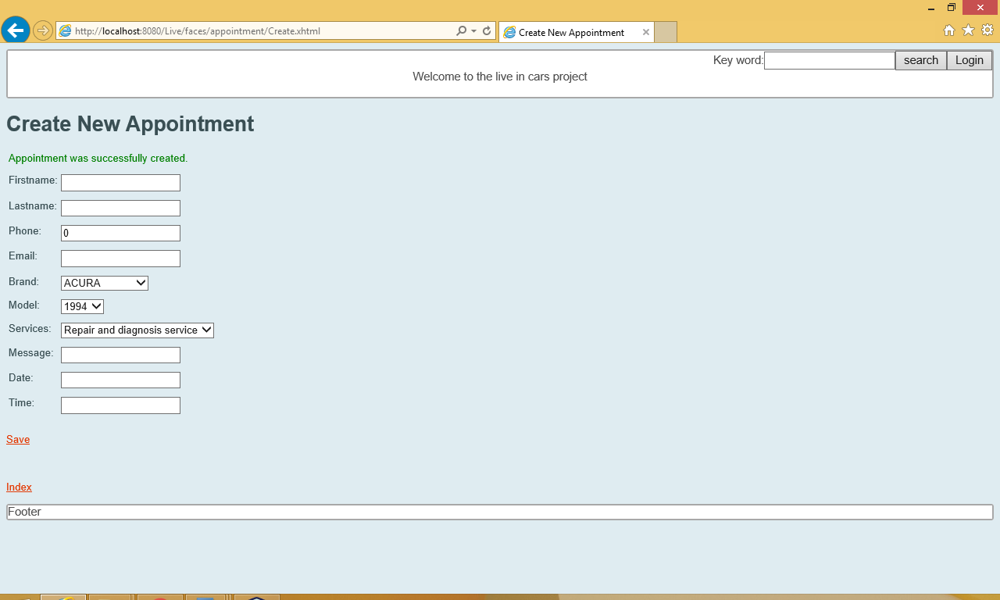 http://localhost:8080/Live/faces/appointment/Create.xhtml
Create New Appointment
Key word: search Login
Welcome to the live in cars project
Create New Appointment
Appointment was successfully created.
Firstname:
Lastname:
Phone: 0
Email:
Brand: ACURA
Model: 1994
Services: Repair and diagnosis service
Message:
Date:
Time:
Save
Index
Footer